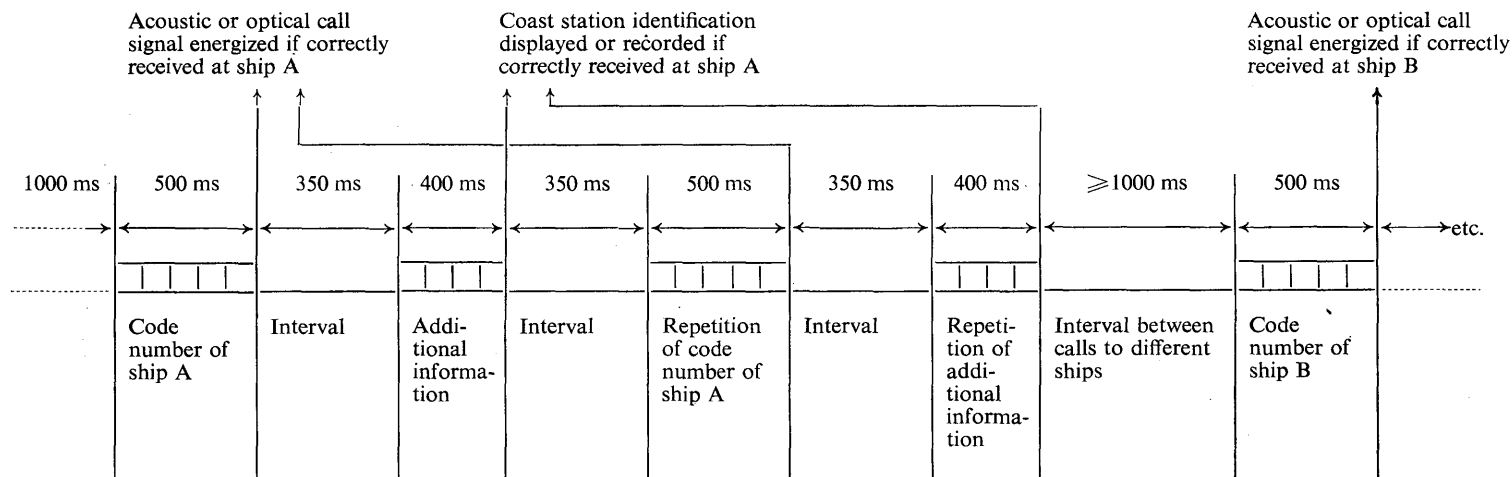 Acoustic or optical call
signal energized if correctly
received at ship A
Coast station identification
displayed or recorded if
correctly received at ship A
Acoustic or optical call
signal energized if correctly
received at ship B
1000 ms
500 ms
350 ms
400 ms
350 ms
500 ms
350 ms
400 ms
≥1000 ms
500 ms
etc.
Code
number of
ship A
Interval
Addi-
tional
informa-
tion
Interval
Repetition
of code
number of
ship A
Interval
Repeti-
tion of
addi-
tional
informa-
tion
Interval between
calls to different
ships
Code
number of
ship B